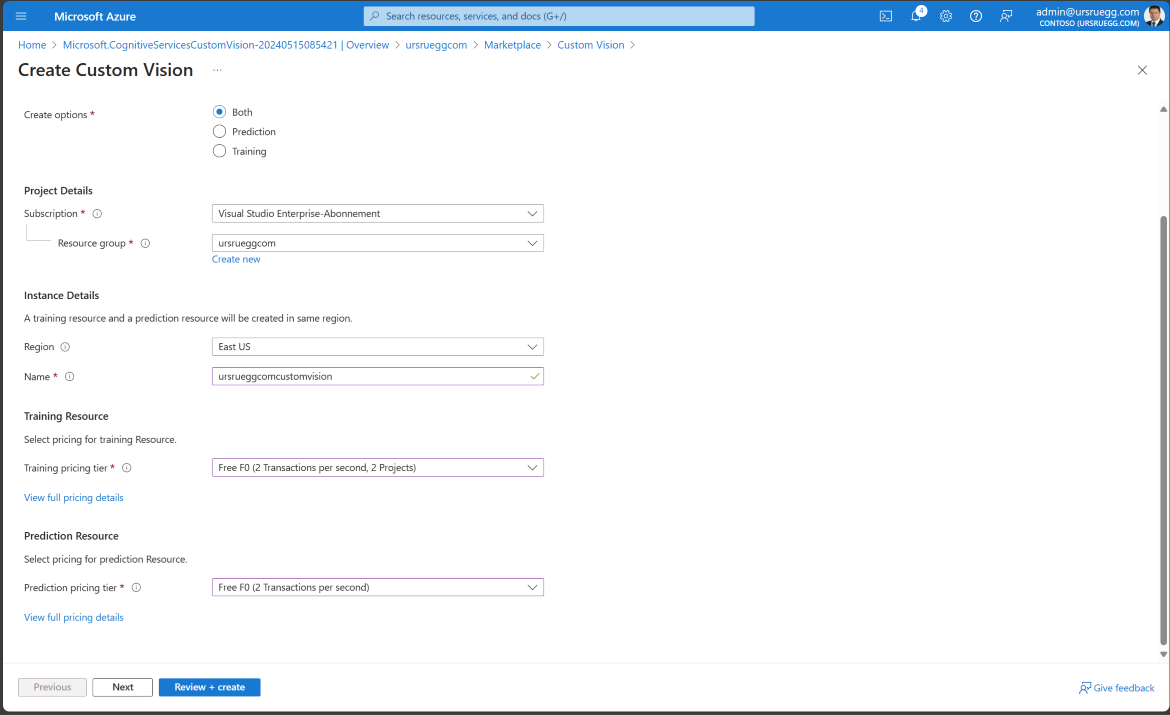 Microsoft Azure
Search resources, services, and docs (G+/)
4
admin@ursruegg.com
CONTOSO (URSRUEGG.COM)
Home > Microsoft.CognitiveServicesCustomVision-20240515085421 | Overview > ursrueggcom > Marketplace > Custom Vision >
Create Custom Vision ...
Create options *
Both
Prediction
Training
Project Details
Subscription * Visual Studio Enterprise-Abonnement
Resource group * ursrueggcom
Create new
Instance Details
A training resource and a prediction resource will be created in same region.
Region East US
Name * ursrueggcomcustomvision
Training Resource
Select pricing for training Resource.
Training pricing tier * Free F0 (2 Transactions per second, 2 Projects)
View full pricing details
Prediction Resource
Select pricing for prediction Resource.
Prediction pricing tier * Free F0 (2 Transactions per second)
View full pricing details
Previous Next Review + create Give feedback